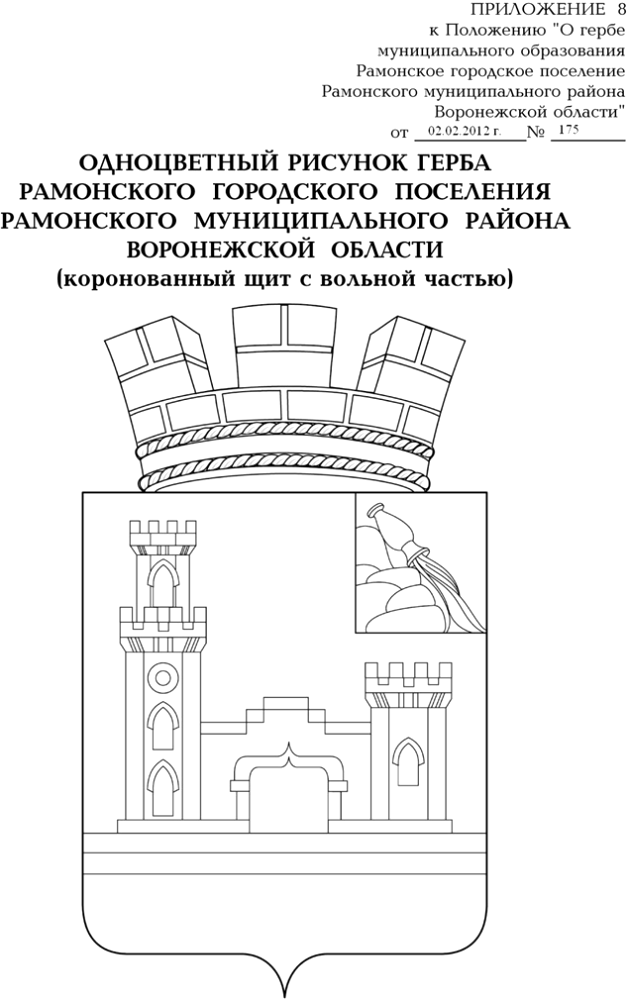 ПРИЛОЖЕНИЕ 8
к Положению "О гербе
муниципального образования
Рамонское городское поселение
Рамонского муниципального района
Воронежской области"
от 02.02.2012 г. № 175
ОДНОЦВЕТНЫЙ РИСУНОК ГЕРБА
РАМОНСКОГО ГОРОДСКОГО ПОСЕЛЕНИЯ
РАМОНСКОГО МУНИЦИПАЛЬНОГО РАЙОНА
ВОРОНЕЖСКОЙ ОБЛАСТИ
(коронованный щит с вольной частью)